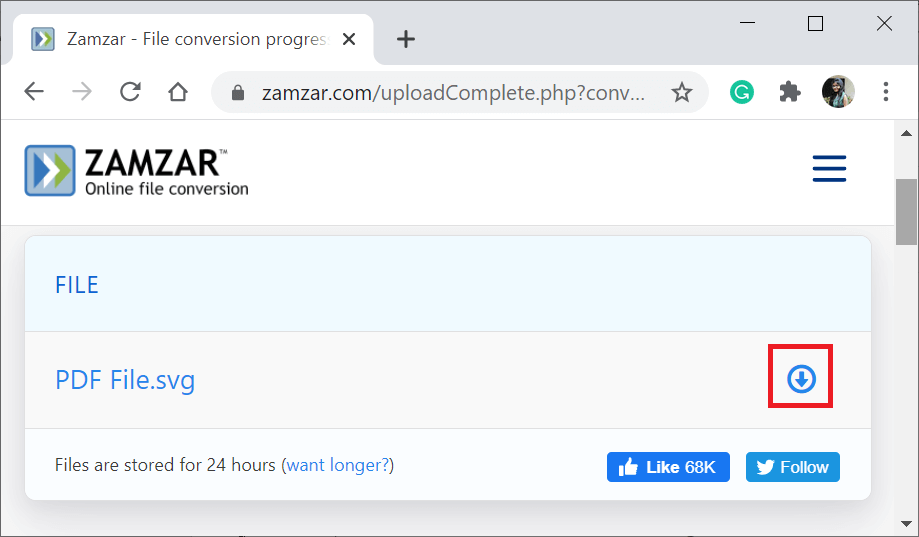 Zamzar - File conversion progres
zamzar.com/uploadComplete.php?conv...
ZAMZAR™
Online file conversion
FILE
PDF File.svg
Files are stored for 24 hours (want longer?)
Like 68K
Follow